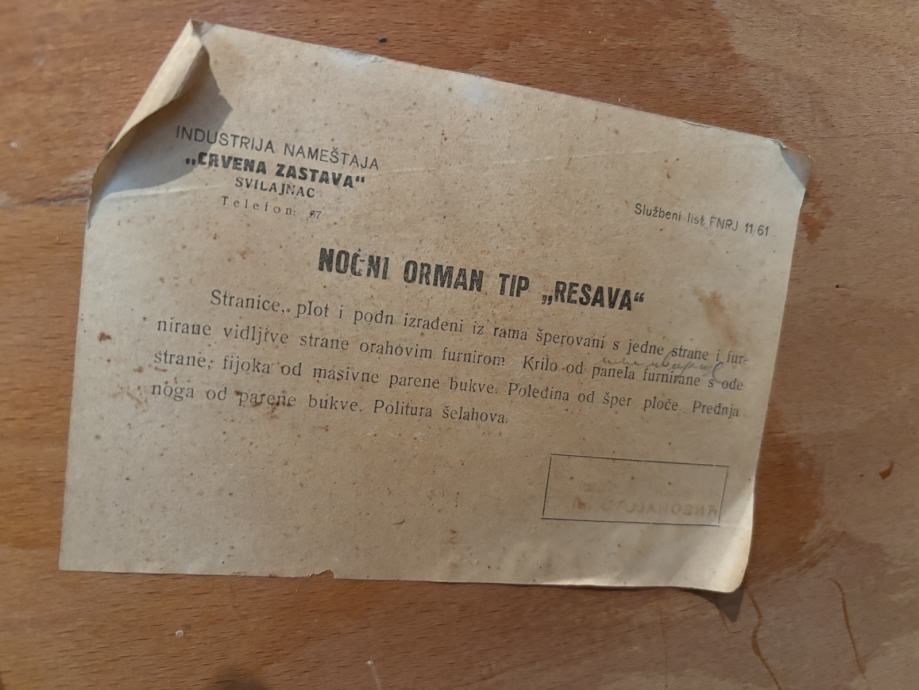 INDUSTRIJA NAMEŠTAJA
„CRVENA ZASTAVA“
SVILAJNAC
Telefon: 57
Službeni list FNRJ 11/61
NOĆNI ORMAN TIP „RESAVA“
Stranice, plot i podn izrađeni iz rama šperovani s jedne strane i fur-
nirane vidljive strane orahovim furnirom. Krilo od panela furnirane s obe
strane, fijoka od masivne parene bukve. Poledina od šper ploče. Prednja
noga od parene bukve. Politura šelahova.